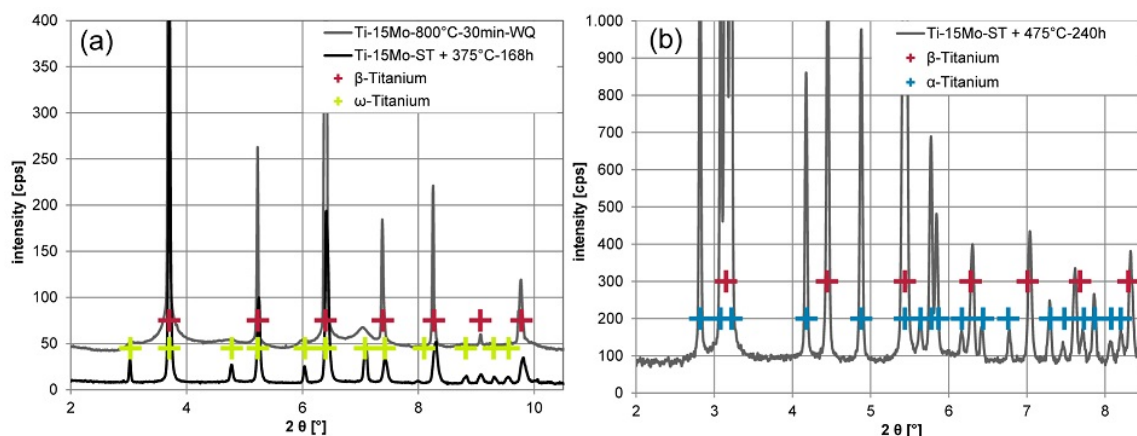 (a)
Ti-15Mo-800°C-30min-WQ
Ti-15Mo-ST + 375°C-168h
β-Titanium
ω-Titanium
intensity [cps]
400
350
300
250
200
150
100
50
0
2 4 6 8 10
2 θ [°]
(b)
Ti-15Mo-ST + 475°C-240h
β-Titanium
α-Titanium
intensity [cps]
1.000
900
800
700
600
500
400
300
200
100
0
2 3 4 5 6 7 8
2 θ [°]